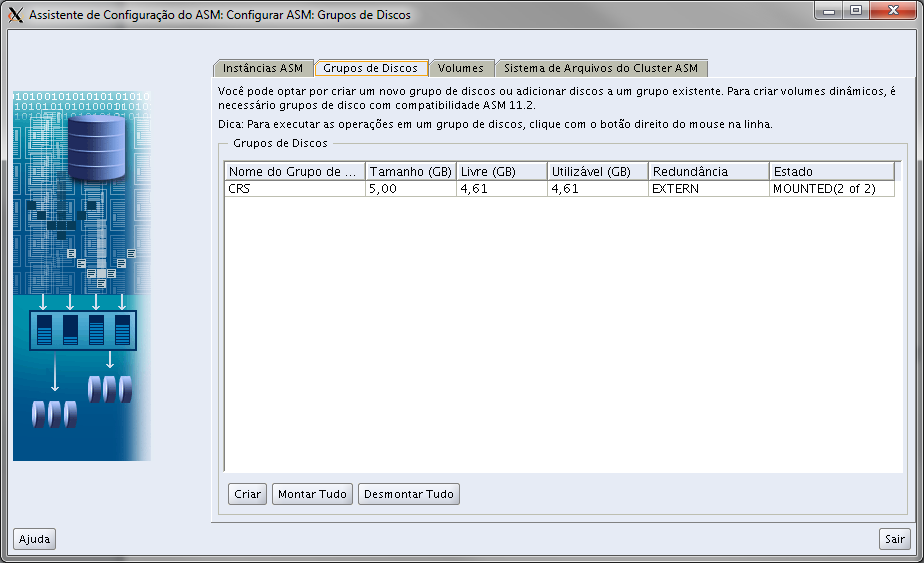 Assistente de Configuração do ASM: Configurar ASM: Grupos de Discos
Instâncias ASM Grupos de Discos Volumes Sistema de Arquivos do Cluster ASM
Você pode optar por criar um novo grupo de discos ou adicionar discos a um grupo existente. Para criar volumes dinâmicos, é
necessário grupos de disco com compatibilidade ASM 11.2.
Dica: Para executar as operações em um grupo de discos, clique com o botão direito do mouse na linha.
Grupos de Discos
Nome do Grupo de ... Tamanho (GB) Livre (GB) Utilizável (GB) Redundância Estado
CRS 5,00 4,61 4,61 EXTERN MOUNTED(2 of 2)
Criar Montar Tudo Desmontar Tudo
Ajuda Sair